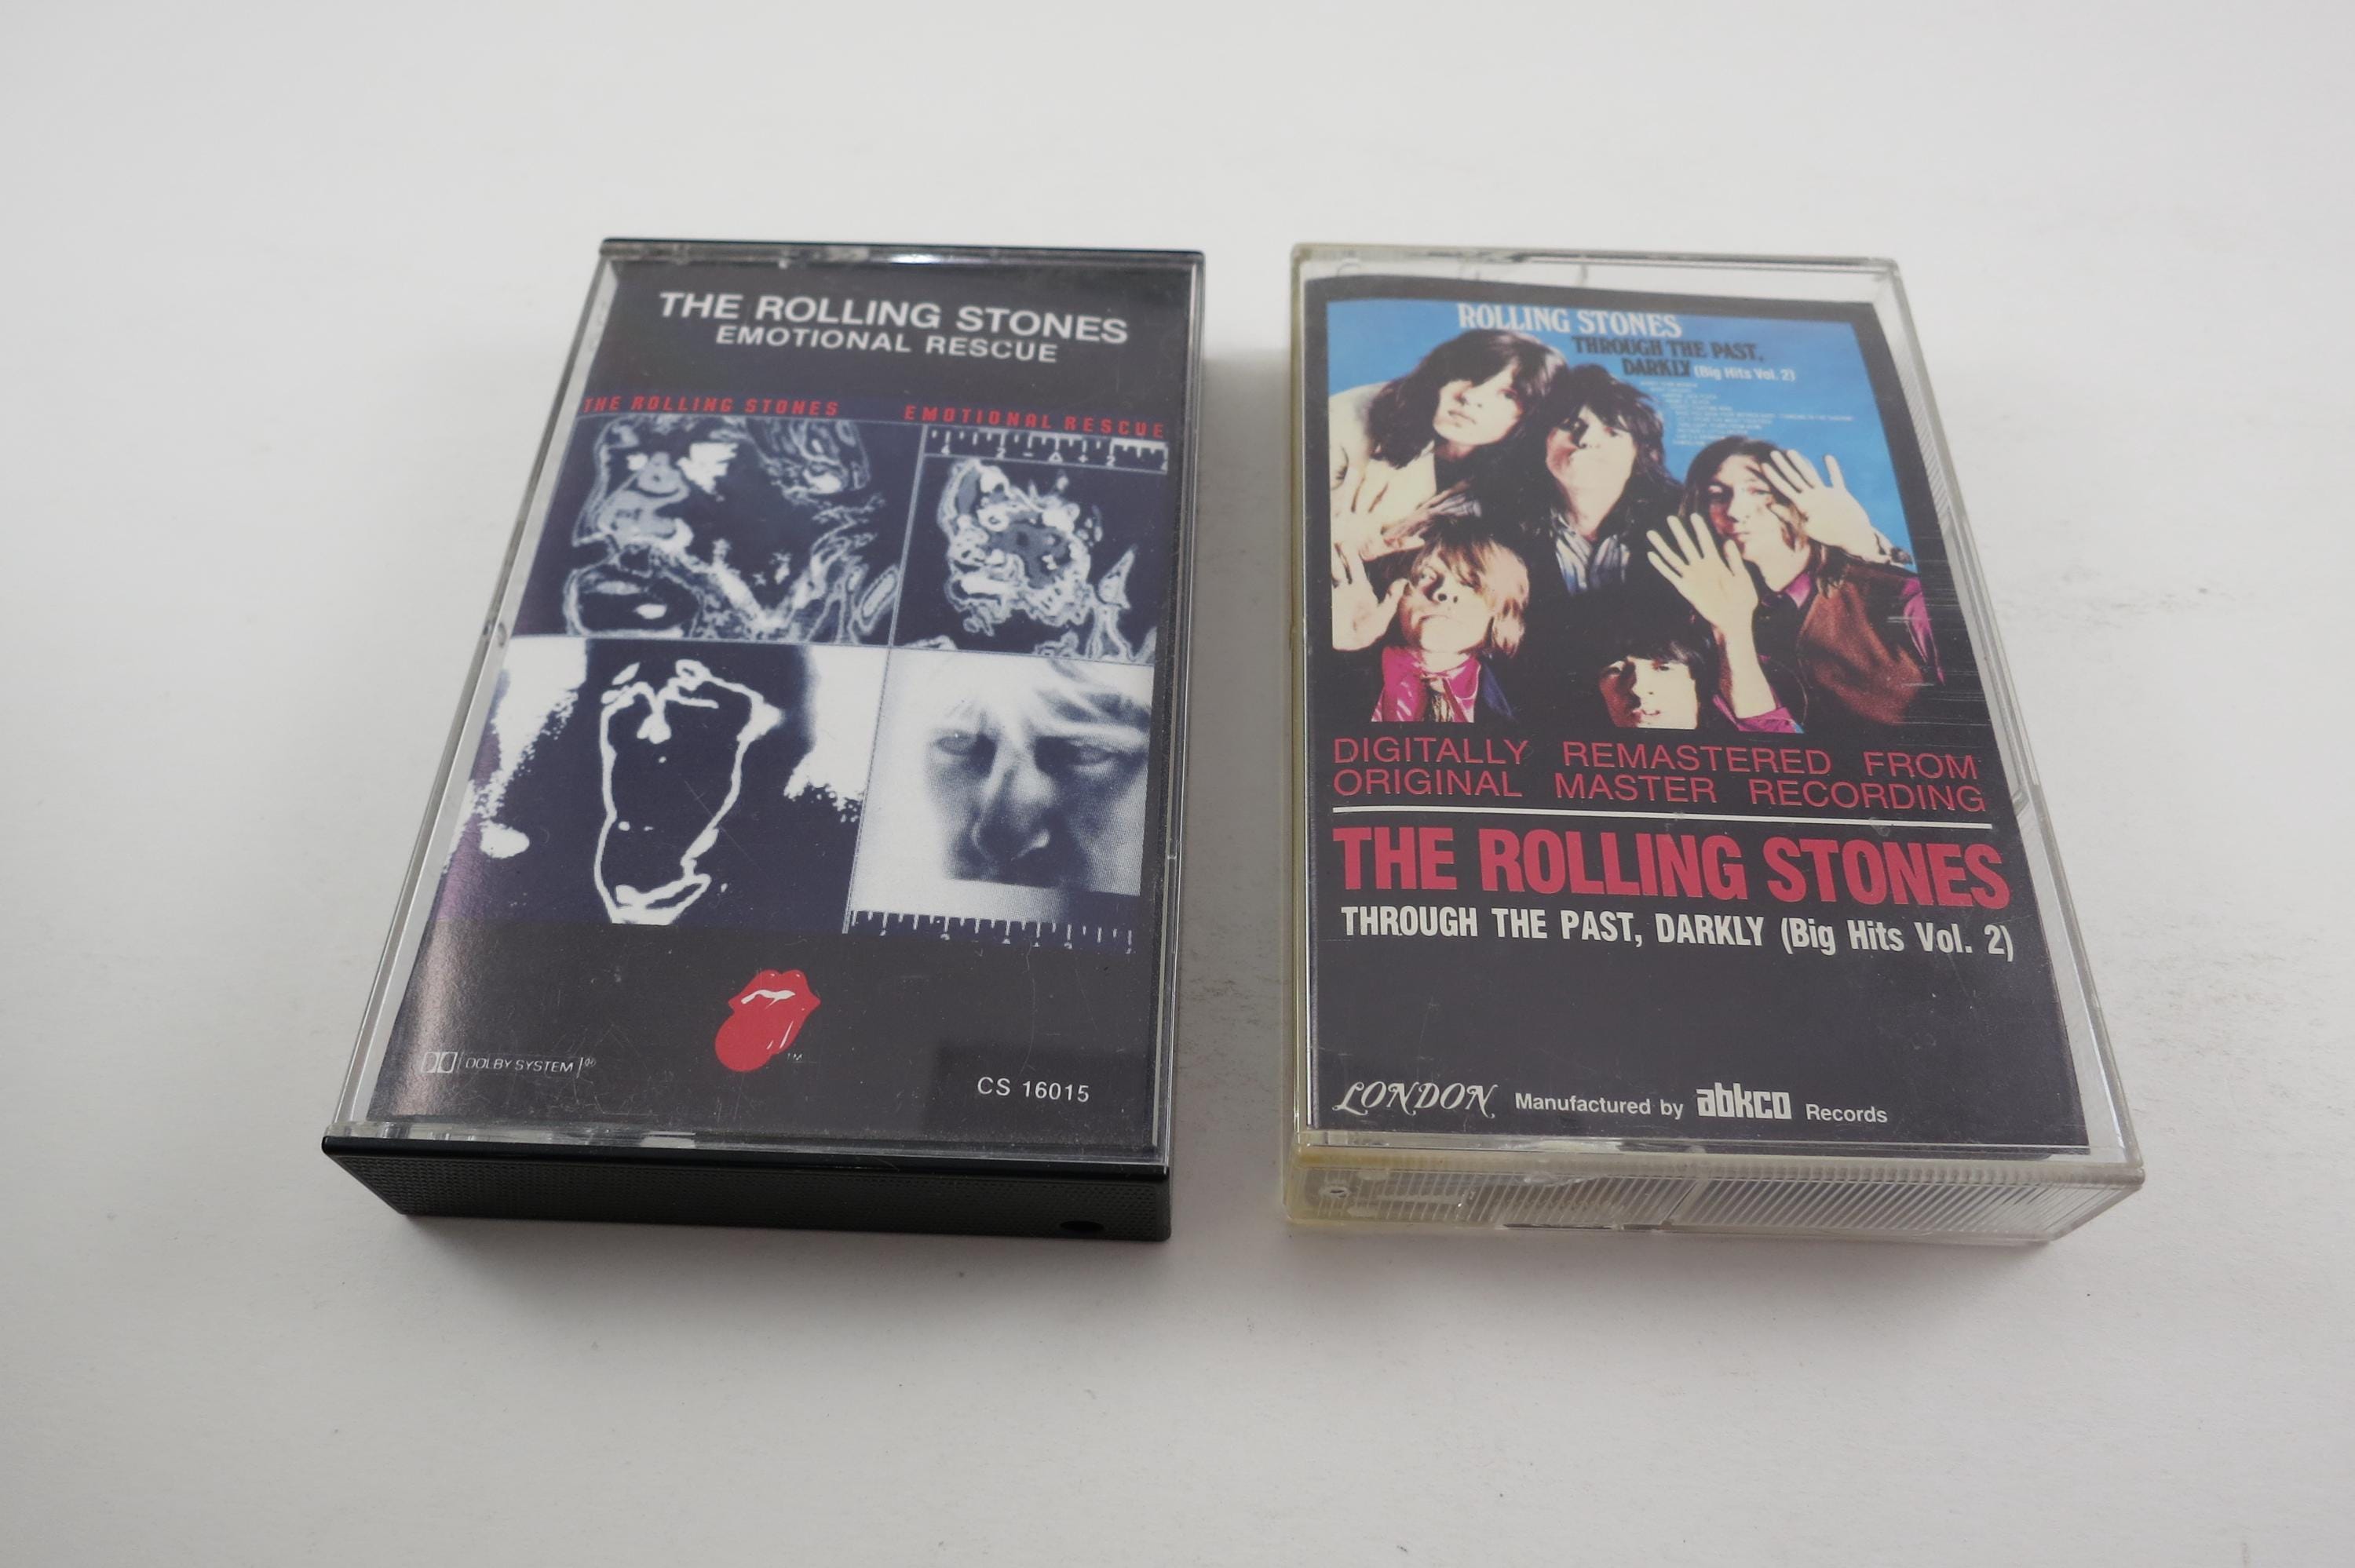 THE ROLLING STONES
EMOTIONAL RESCUE
THE ROLLING STONES EMOTIONAL RESCUE
DOLBY SYSTEM ®
TM
CS 16015
ROLLING STONES
THROUGH THE PAST,
DARKLY (Big Hits Vol. 2)
DIGITALLY REMASTERED FROM
ORIGINAL MASTER RECORDING
THE ROLLING STONES
THROUGH THE PAST, DARKLY (Big Hits Vol. 2)
LONDON Manufactured by abkco Records